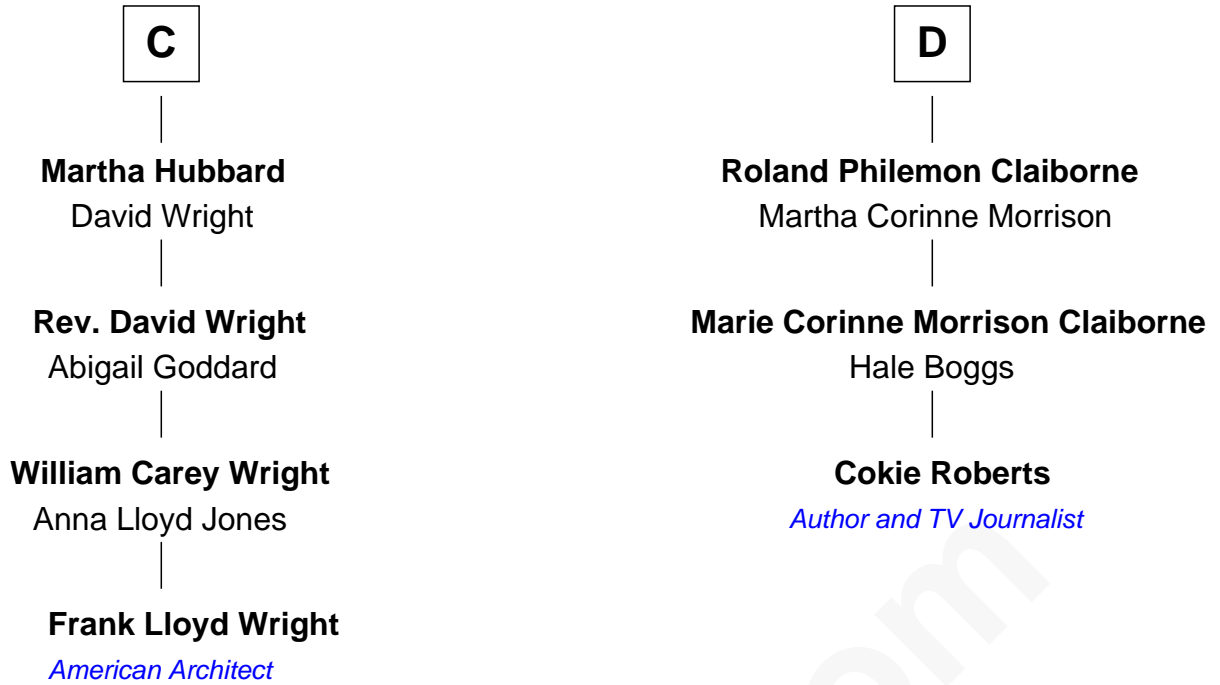 C
Martha Hubbard
David Wright
Rev. David Wright
Abigail Goddard
William Carey Wright
Anna Lloyd Jones
Frank Lloyd Wright
American Architect
D
Roland Philemon Claiborne
Martha Corinne Morrison
Marie Corinne Morrison Claiborne
Hale Boggs
Cokie Roberts
Author and TV Journalist